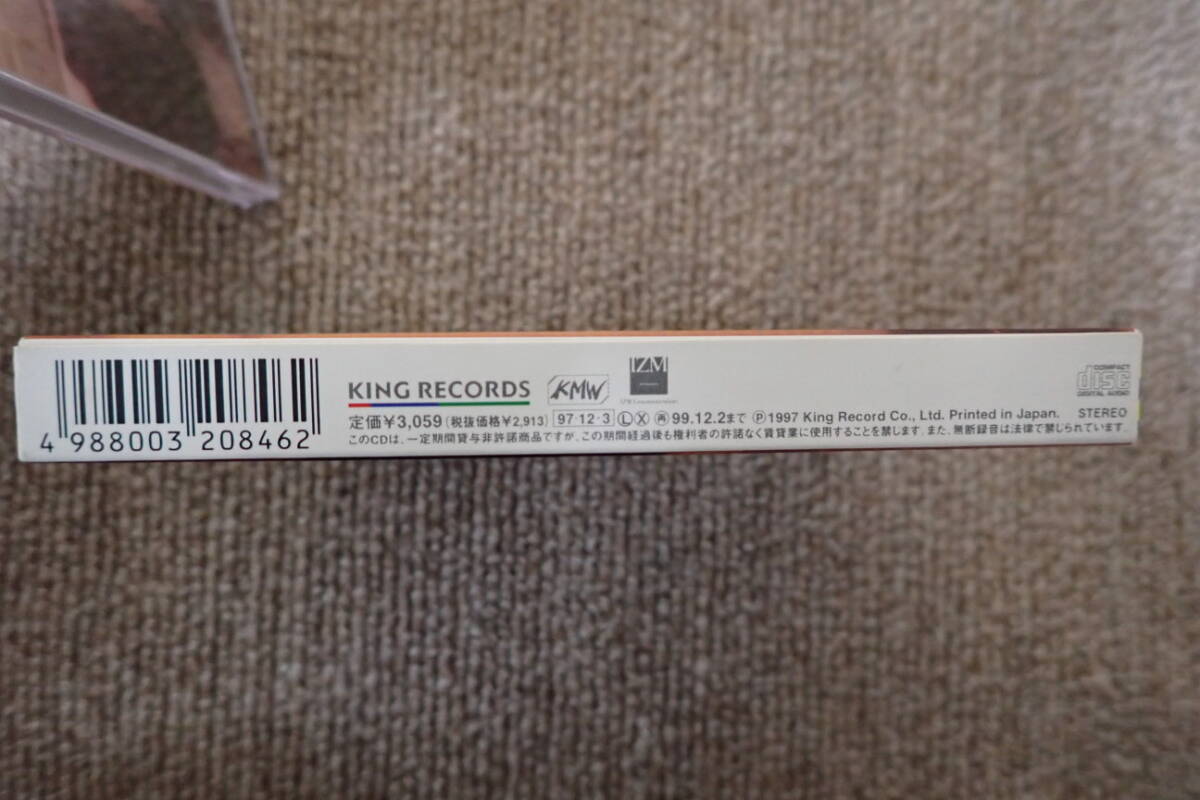 4 988003 208462
KING RECORDS KMW IZM
定価¥3,059(税抜価格¥2,913) 97・12・3 Ⓛ Ⓧ ㊢99.12.2まで Ⓟ1997 King Record Co., Ltd. Printed in Japan.
このCDは、一定期間貸与非許諾商品ですが、この期間経過後も権利者の許諾なく賃貸業に使用することを禁じます。また、無断録音は法律で禁じられています。
COMPACT
disc
DIGITAL AUDIO
STEREO